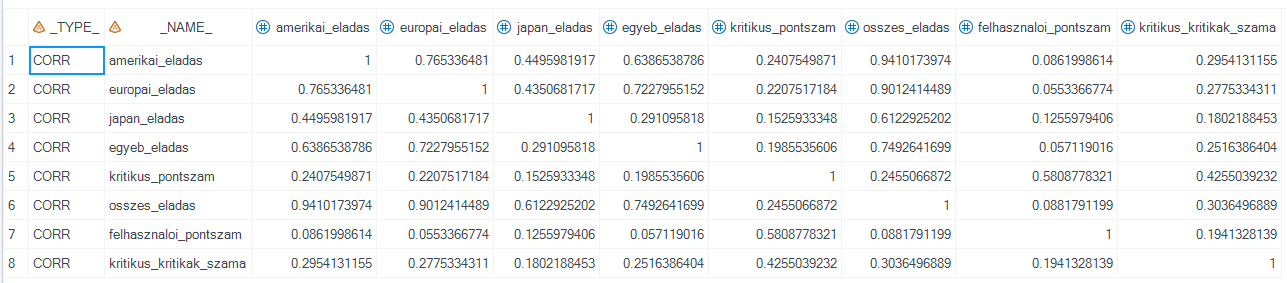 _TYPE_ _NAME_ amerikai_eladas europai_eladas japan_eladas egyeb_eladas kritikus_pontszam osszes_eladas felhasznaloi_pontszam kritikus_kritikak_szama
1 CORR amerikai_eladas 1 0.765336481 0.4495981917 0.6386538786 0.2407549871 0.9410173974 0.0861998614 0.2954131155
2 CORR europai_eladas 0.765336481 1 0.4350681717 0.7227955152 0.2207517184 0.9012414489 0.0553366774 0.2775334311
3 CORR japan_eladas 0.4495981917 0.4350681717 1 0.291095818 0.1525933348 0.6122925202 0.1255979406 0.1802188453
4 CORR egyeb_eladas 0.6386538786 0.7227955152 0.291095818 1 0.1985535606 0.7492641699 0.057119016 0.2516386404
5 CORR kritikus_pontszam 0.2407549871 0.2207517184 0.1525933348 0.1985535606 1 0.2455066872 0.5808778321 0.4255039232
6 CORR osszes_eladas 0.9410173974 0.9012414489 0.6122925202 0.7492641699 0.2455066872 1 0.0881791199 0.3036496889
7 CORR felhasznaloi_pontszam 0.0861998614 0.0553366774 0.1255979406 0.057119016 0.5808778321 0.0881791199 1 0.1941328139
8 CORR kritikus_kritikak_szama 0.2954131155 0.2775334311 0.1802188453 0.2516386404 0.4255039232 0.3036496889 0.1941328139 1